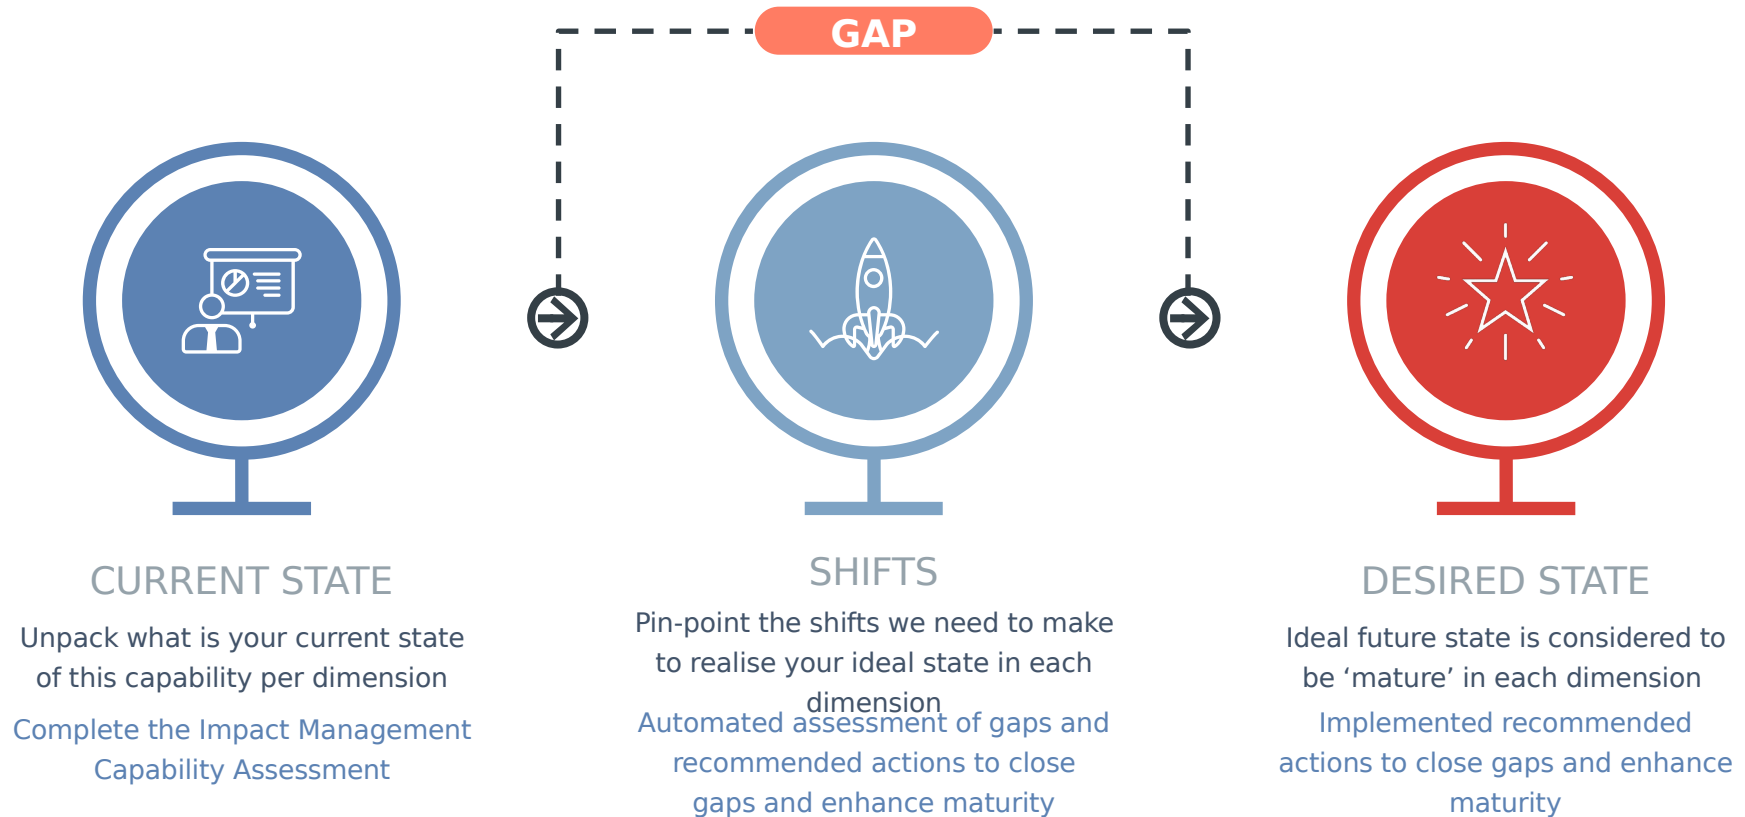 GAP
CURRENT STATE
Unpack what is your current state
of this capability per dimension
Complete the Impact Management
Capability Assessment
SHIFTS
Pin-point the shifts we need to make
to realise your ideal state in each
dimension
Automated assessment of gaps and
recommended actions to close
gaps and enhance maturity
DESIRED STATE
Ideal future state is considered to
be ‘mature’ in each dimension
Implemented recommended
actions to close gaps and enhance
maturity